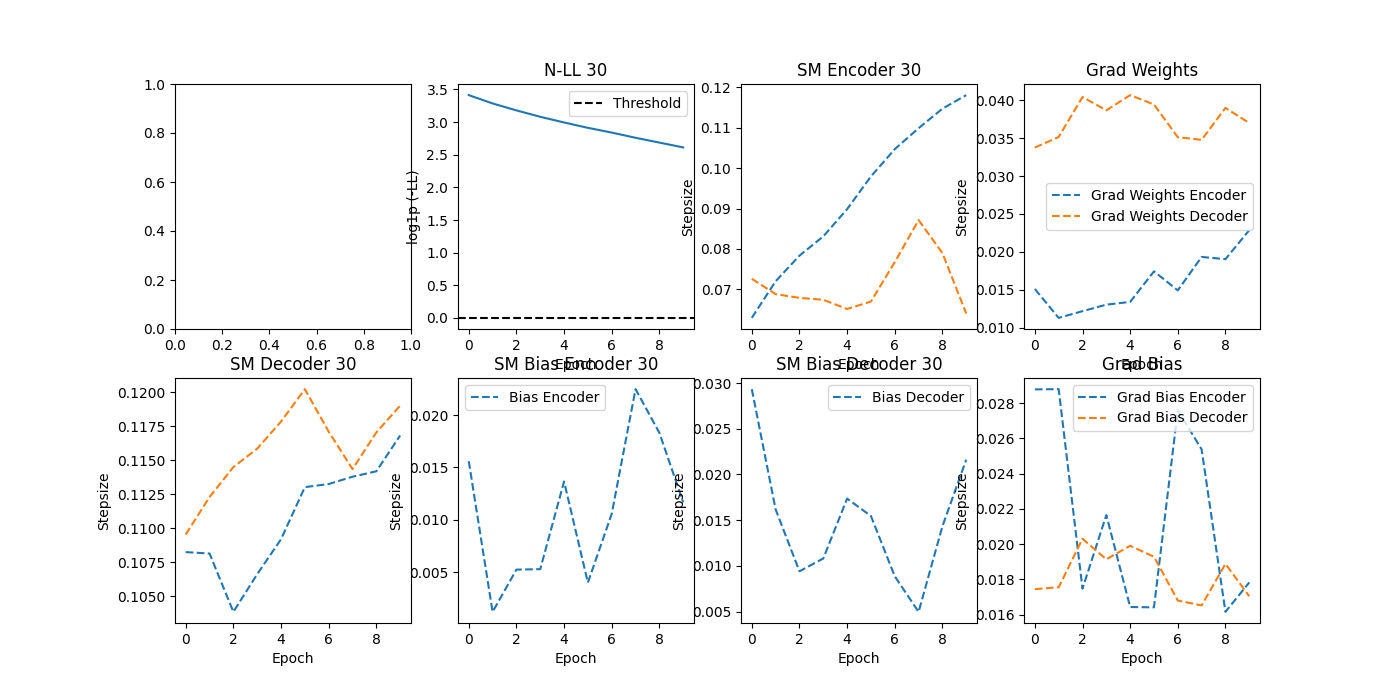 N-LL 30
SM Encoder 30
Grad Weights
1.0
0.8
0.6
0.4
0.2
0.0
0.0 0.2 0.4 0.6 0.8 1.0
log1p (-LL)
3.5
3.0
2.5
2.0
1.5
1.0
0.5
0.0
Threshold
0 2 4 6 8
Epoch
Stepsize
0.12
0.11
0.10
0.09
0.08
0.07
0 2 4 6 8
Epoch
Stepsize
0.040
0.035
0.030
0.025
0.020
0.015
0.010
Grad Weights Encoder
Grad Weights Decoder
0 2 4 6 8
Epoch
SM Decoder 30
SM Bias Encoder 30
SM Bias Decoder 30
Grad Bias
Stepsize
0.1200
0.1175
0.1150
0.1125
0.1100
0.1075
0.1050
0 2 4 6 8
Epoch
Stepsize
0.020
0.015
0.010
0.005
Bias Encoder
0 2 4 6 8
Epoch
Stepsize
0.030
0.025
0.020
0.015
0.010
0.005
Bias Decoder
0 2 4 6 8
Epoch
Stepsize
0.028
0.026
0.024
0.022
0.020
0.018
0.016
Grad Bias Encoder
Grad Bias Decoder
0 2 4 6 8
Epoch